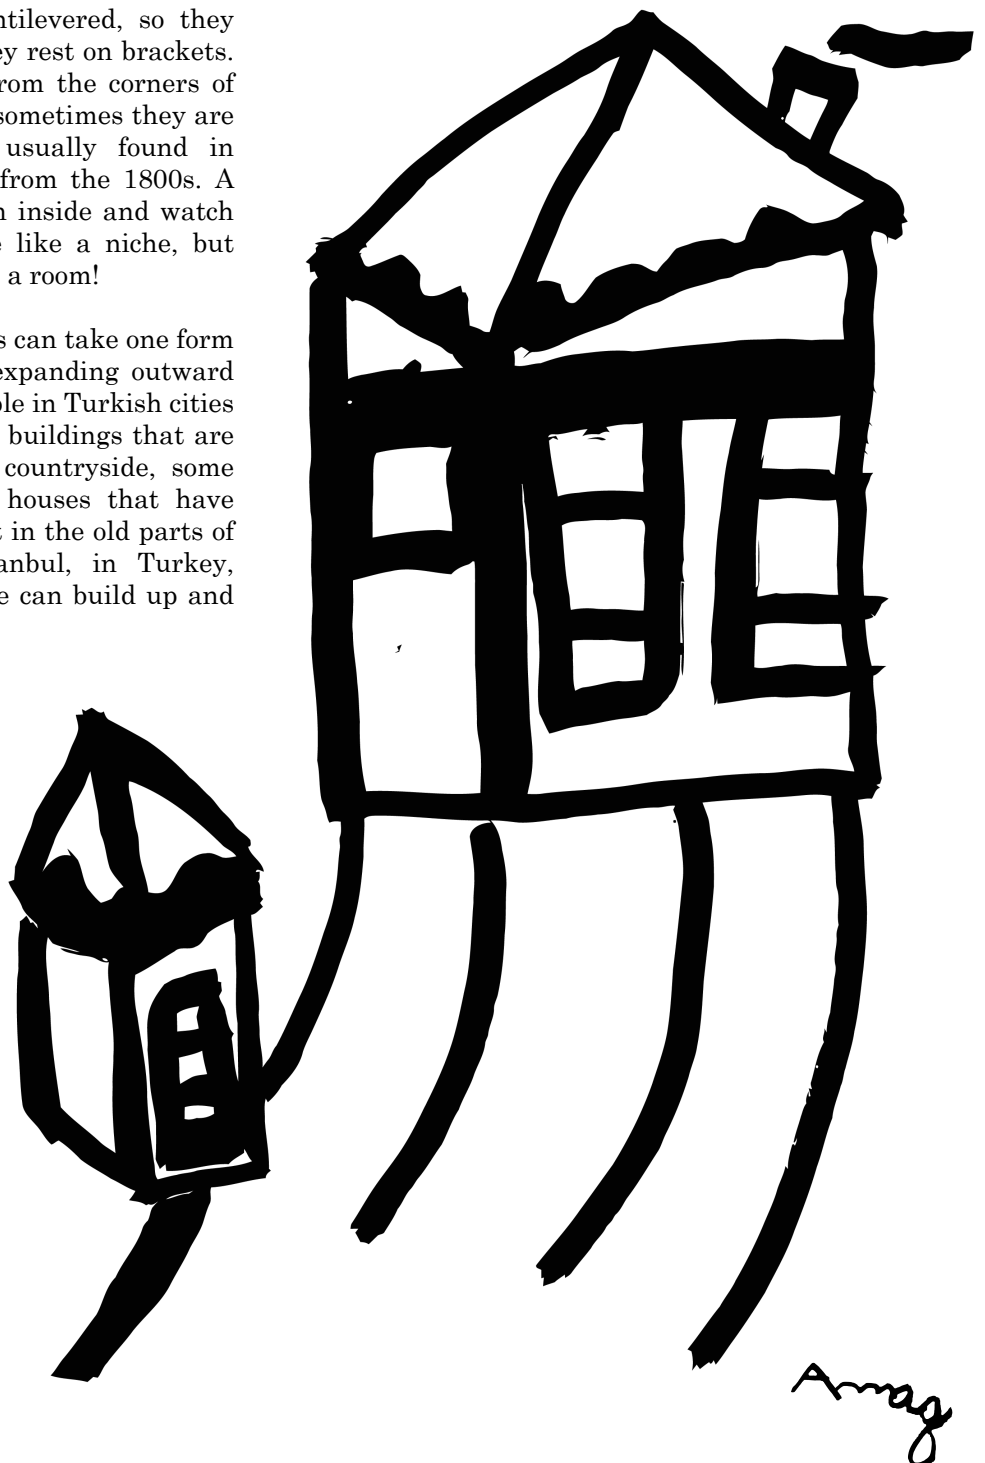 ntilevered, so they
ey rest on brackets.
rom the corners of
sometimes they are
usually found in
from the 1800s. A
n inside and watch
e like a niche, but
a room!
s can take one form
expanding outward
ble in Turkish cities
buildings that are
countryside, some
houses that have
t in the old parts of
anbul, in Turkey,
e can build up and